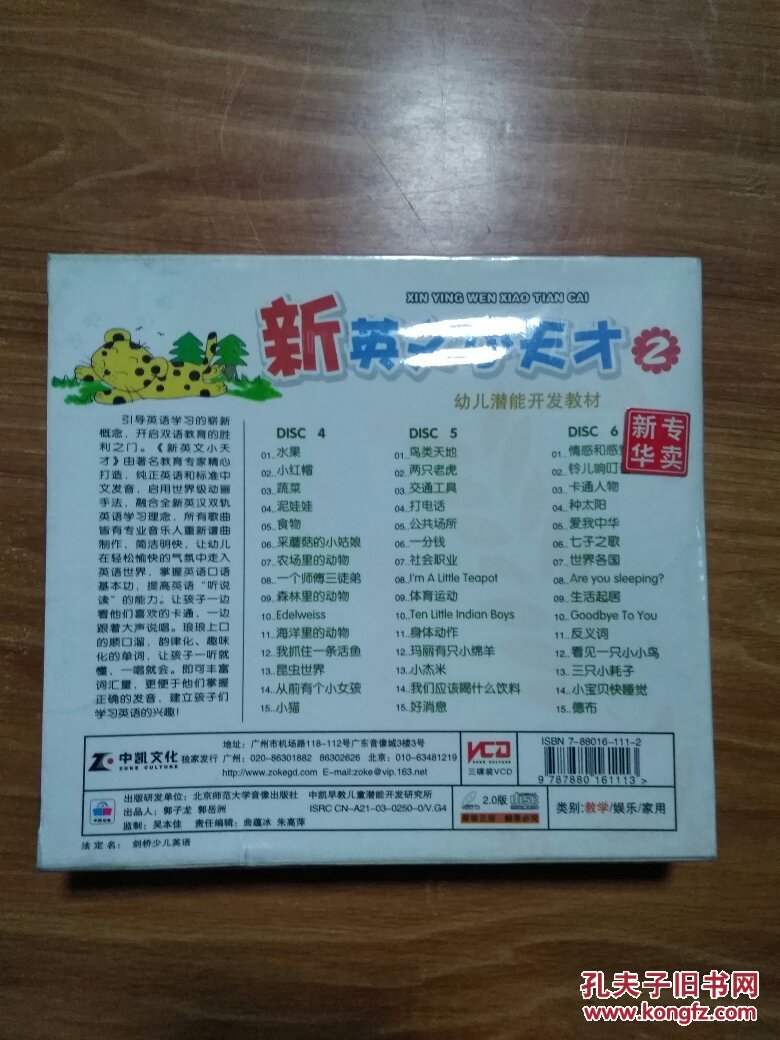 XIN YING WEN XIAO TIAN CAI
新英文小天才 2
幼儿潜能开发教材
新华
专卖
引导英语学习的崭新
概念，开启双语教育的胜
利之门。《新英文小天
才》由著名教育专家精心
打造，纯正英语和标准中
文发音，启用世界级动画
手法，融合全新英汉双轨
英语学习理念，所有歌曲
皆有专业音乐人重新谱曲
制作，简洁明快，让幼儿
在轻松愉快的气氛中走入
英语世界，掌握英语口语
基本功，提高英语“听说
读”的能力。让孩子一边
看他们喜欢的卡通，一边
跟着大声说唱。琅琅上口
的顺口溜，韵律化、趣味
化的单词，让孩子一听就
懂，一唱就会。即可丰富
词汇量，更便于他们掌握
正确的发音，建立孩子们
学习英语的兴趣！
DISC 4
01..水果
02..小红帽
03..蔬菜
04..泥娃娃
05..食物
06..采蘑菇的小姑娘
07..农场里的动物
08..一个师傅三徒弟
09..森林里的动物
10..Edelweiss
11..海洋里的动物
12..我抓住一条活鱼
13..昆虫世界
14..从前有个小女孩
15..小猫
DISC 5
01..鸟类天地
02..两只老虎
03..交通工具
04..打电话
05..公共场所
06..一分钱
07..社会职业
08..I'm A Little Teapot
09..体育运动
10..Ten Little Indian Boys
11..身体动作
12..玛丽有只小绵羊
13..小杰米
14..我们应该喝什么饮料
15..好消息
DISC 6
01..情感和感
02..铃儿响叮
03..卡通人物
04..种太阳
05..爱我中华
06..七子之歌
07..世界各国
08..Are you sleeping?
09..生活起居
10..Goodbye To You
11..反义词
12..看见一只小小鸟
13..三只小耗子
14..小宝贝快睡觉
15..德布
中凯文化 独家发行
ZOKE CULTURE
地址：广州市机场路118-112号广东音像城3楼3号
广州：020-86301882 86302626 北京：010-63481219
http://www.zokegd.com E-mail:zoke@vip.163.net
VCD
ZOKE CULTURE
三碟装VCD
ISBN 7-88016-111-2
9 787880 161113 >
出版研发单位：北京师范大学音像出版社 中凯早教儿童潜能开发研究所
出品人：郭子龙 郭岳洲 ISRC CN-A21-03-0250-0/V.G4
监制：吴本佳 责任编辑：曲蕴冰 朱高萍
2.0版
类别：教学/娱乐/家用
法定名：剑桥少儿英语
孔夫子旧书网
www.kongfz.com